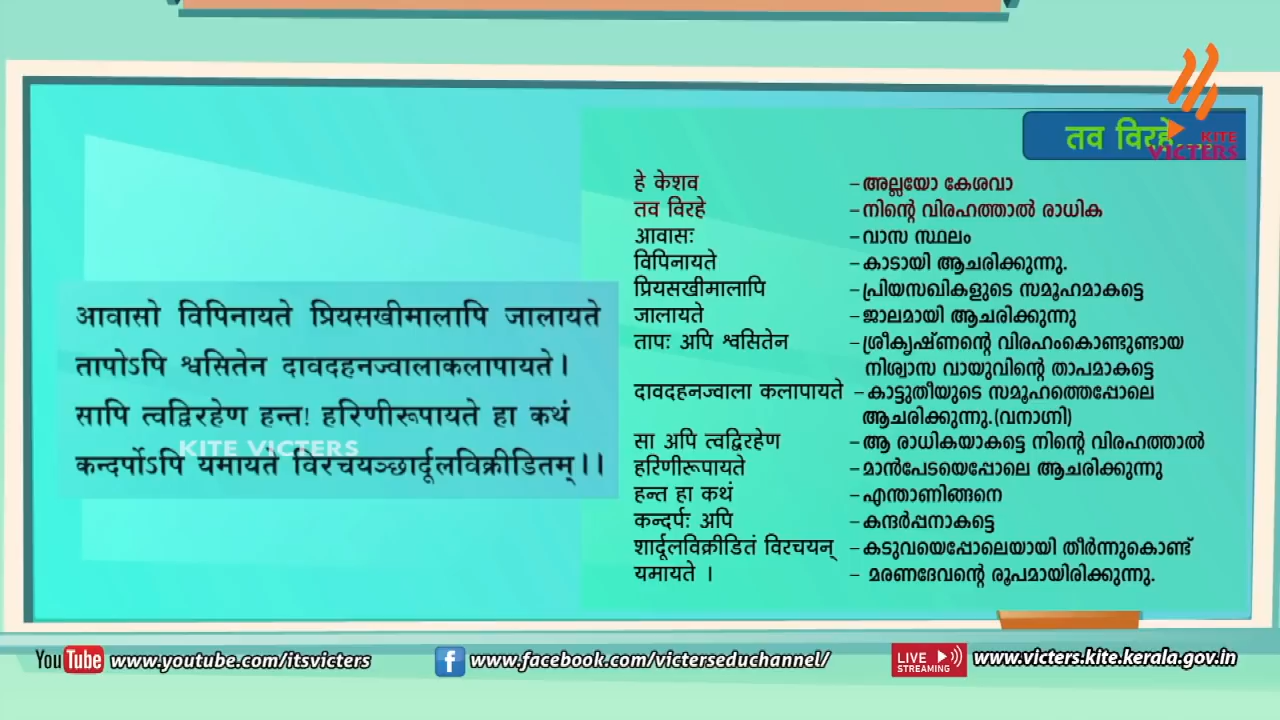 तव विरहे....
KITE
VICTERS
आवासो विपिनायते प्रियसखीमालापि जालायते
तापोऽपि श्वसितेन दावदहनज्वालाकलापायते।
सापि त्वद्विरहेण हन्त! हरिणीरूपायते हा कथं
KITE VICTERS
कन्दर्पोऽपि यमायते विरचयञ्छार्दूलविक्रीडितम्।।
हे केशव – അല്ലയോ കേശവാ
तव विरहे – നിന്റെ വിരഹത്താൽ രാധിക
आवासः – വാസ സ്ഥലം
विपिनायते – കാടായി ആചരിക്കുന്നു.
प्रियसखीमालापि – പ്രിയസഖികളുടെ സമൂഹമാകട്ടെ
जालायते – ജാലമായി ആചരിക്കുന്നു
तापः अपि श्वसितेन – ശ്രീകൃഷ്ണന്റെ വിരഹംകൊണ്ടുണ്ടായ
നിശ്വാസ വായുവിന്റെ താപമാകട്ടെ
दावदहनज्वाला कलापायते – കാട്ടുതീയുടെ സമൂഹത്തെപ്പോലെ
ആചരിക്കുന്നു.(വനാഗ്നി)
सा अपि त्वद्विरहेण – ആ രാധികയാകട്ടെ നിന്റെ വിരഹത്താൽ
हरिणीरूपायते – മാൻപേടയെപ്പോലെ ആചരിക്കുന്നു
हन्त हा कथं – എന്താണിങ്ങനെ
कन्दर्पः अपि – കന്ദർപ്പനാകട്ടെ
शार्दूलविक्रीडितं विरचयन् – കടുവയെപ്പോലെയായി തീർന്നുകൊണ്ട്
यमायते । – മരണദേവന്റെ രൂപമായിരിക്കുന്നു.
YouTube www.youtube.com/itsvicters
f www.facebook.com/victerseduchannel/
LIVE STREAMING www.victers.kite.kerala.gov.in